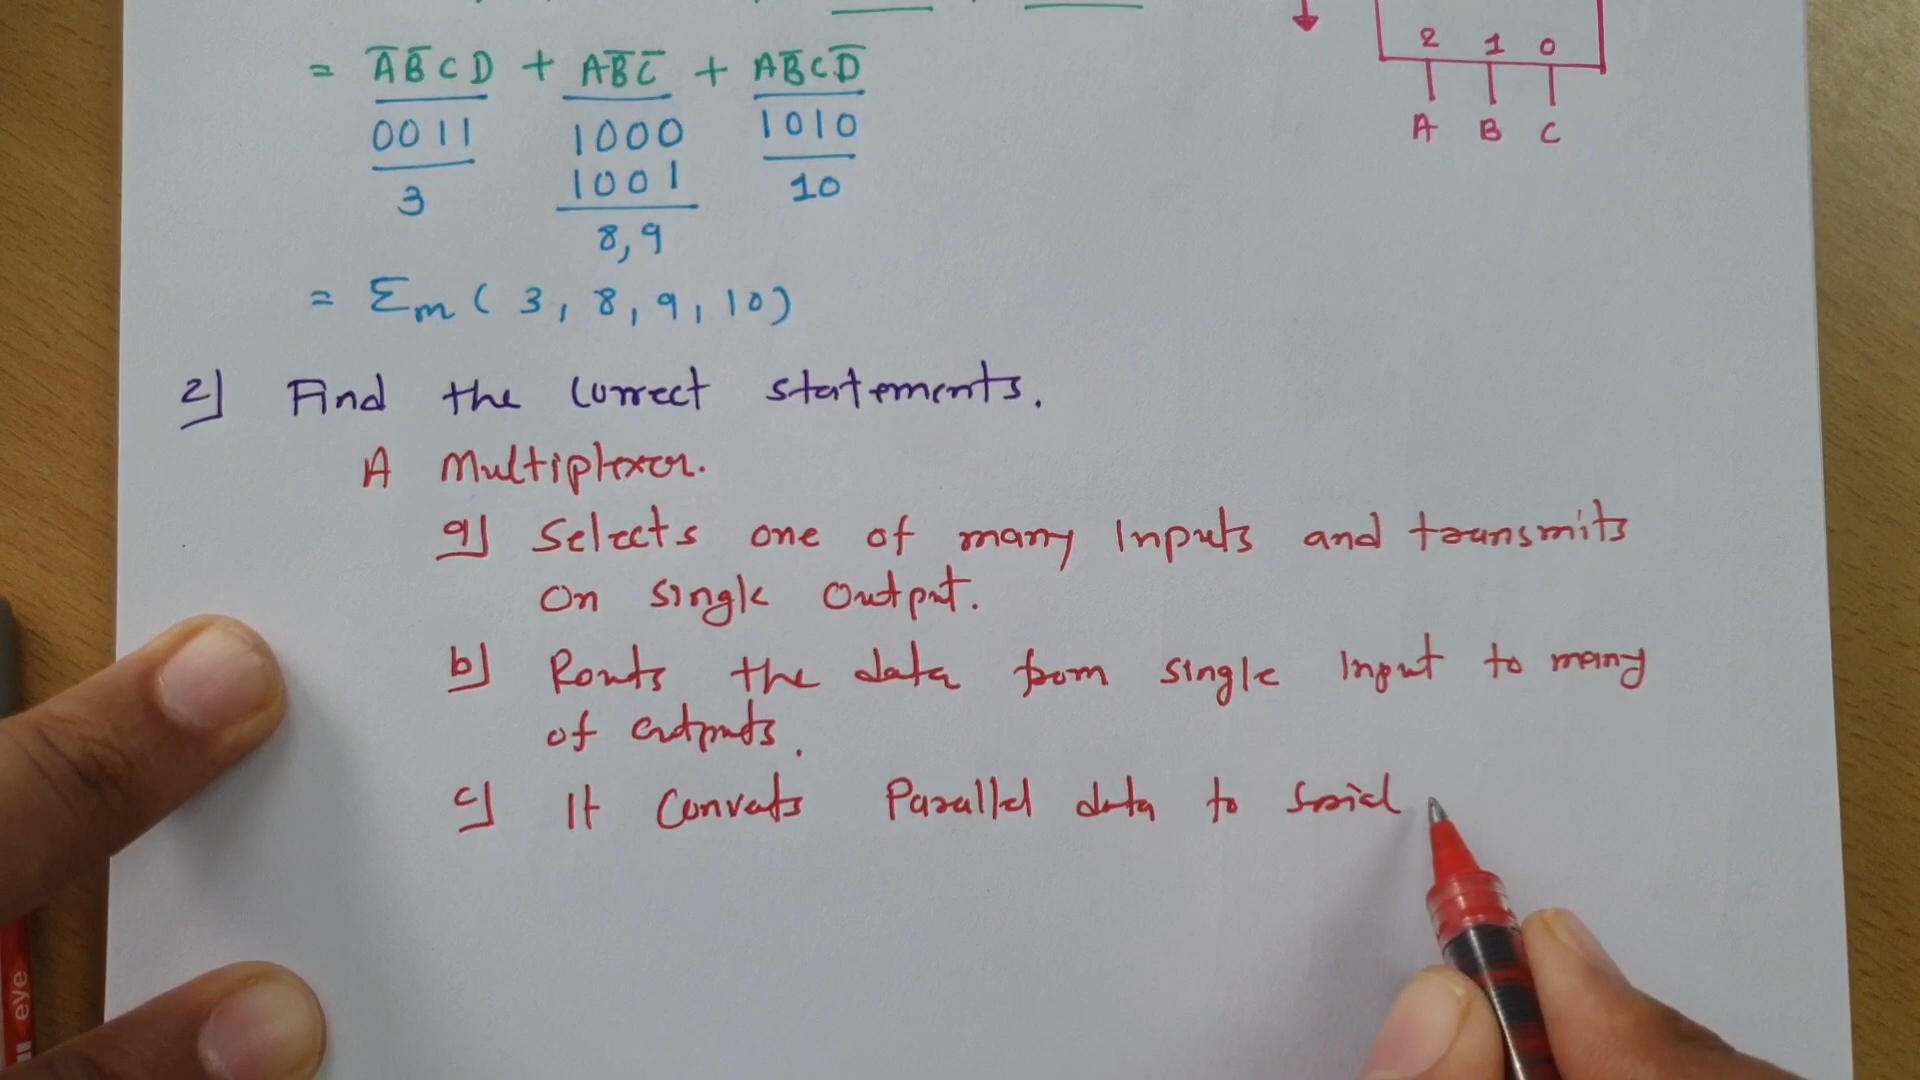 2 1 0
A B C
= A̅B̅CD + AB̅C̅ + AB̅CD̅
0011 1000 1010
1001
3 8,9 10
= Σm ( 3, 8, 9, 10)
2] Find the correct statements.
A Multiplexer.
a] Selects one of many Inputs and transmits
on single output.
b] Routs the data from single Input to many
of outputs.
c] It Converts Parallel data to serial
eye